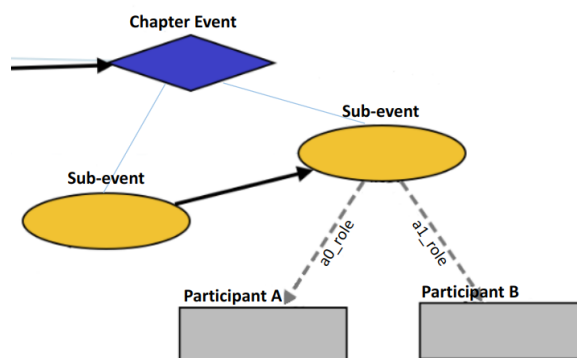 Chapter Event
Sub-event
Sub-event
a0_role
a1_role
Participant A
Participant B